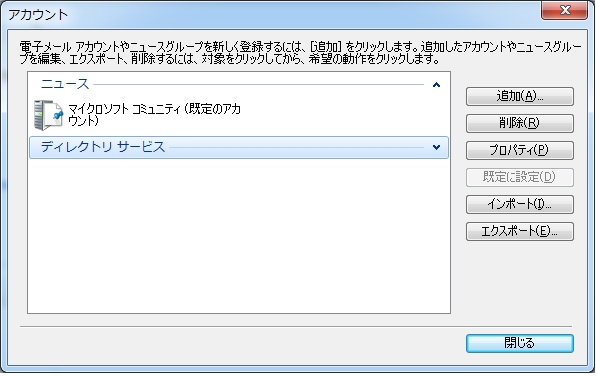 アカウント
電子メール アカウントやニュースグループを新しく登録するには、[追加] をクリックします。追加したアカウントやニュースグルー
プを編集、エクスポート、削除するには、対象をクリックしてから、希望の動作をクリックします。
ニュース
マイクロソフト コミュニティ (既定のアカ
ウント)
ディレクトリ サービス
追加(A)...
削除(R)
プロパティ(P)
既定に設定(D)
インポート(I)...
エクスポート(E)...
閉じる